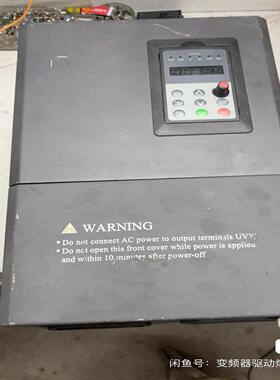 ⚠ WARNING
• Do not connect AC power to output terminals UVW
• Do not open this front cover while power is applied
and within 10 minutes after power-off
闲鱼号：变频器驱动